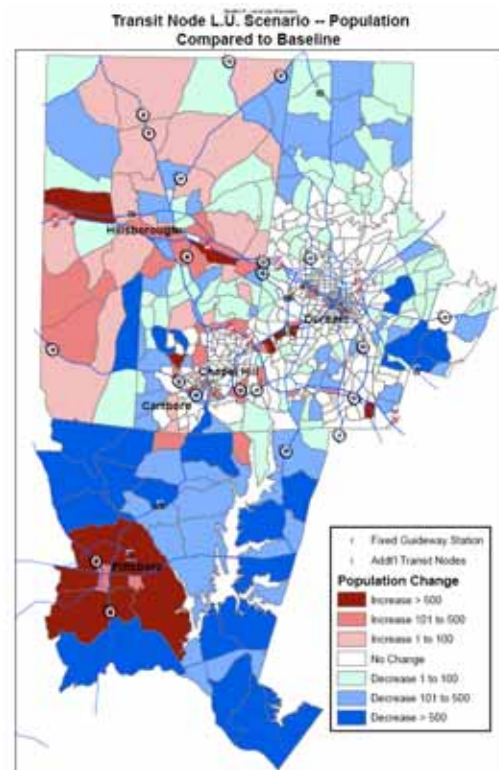 Transit Node L.U. Scenario -- Population
Compared to Baseline
Hillsborough
Durham
Chapel Hill
Carrboro
Pittsboro
Fixed Guideway Station
Addt'l Transit Nodes
Population Change
Increase > 500
Increase 101 to 500
Increase 1 to 100
No Change
Decrease 1 to 100
Decrease 101 to 500
Decrease > 500